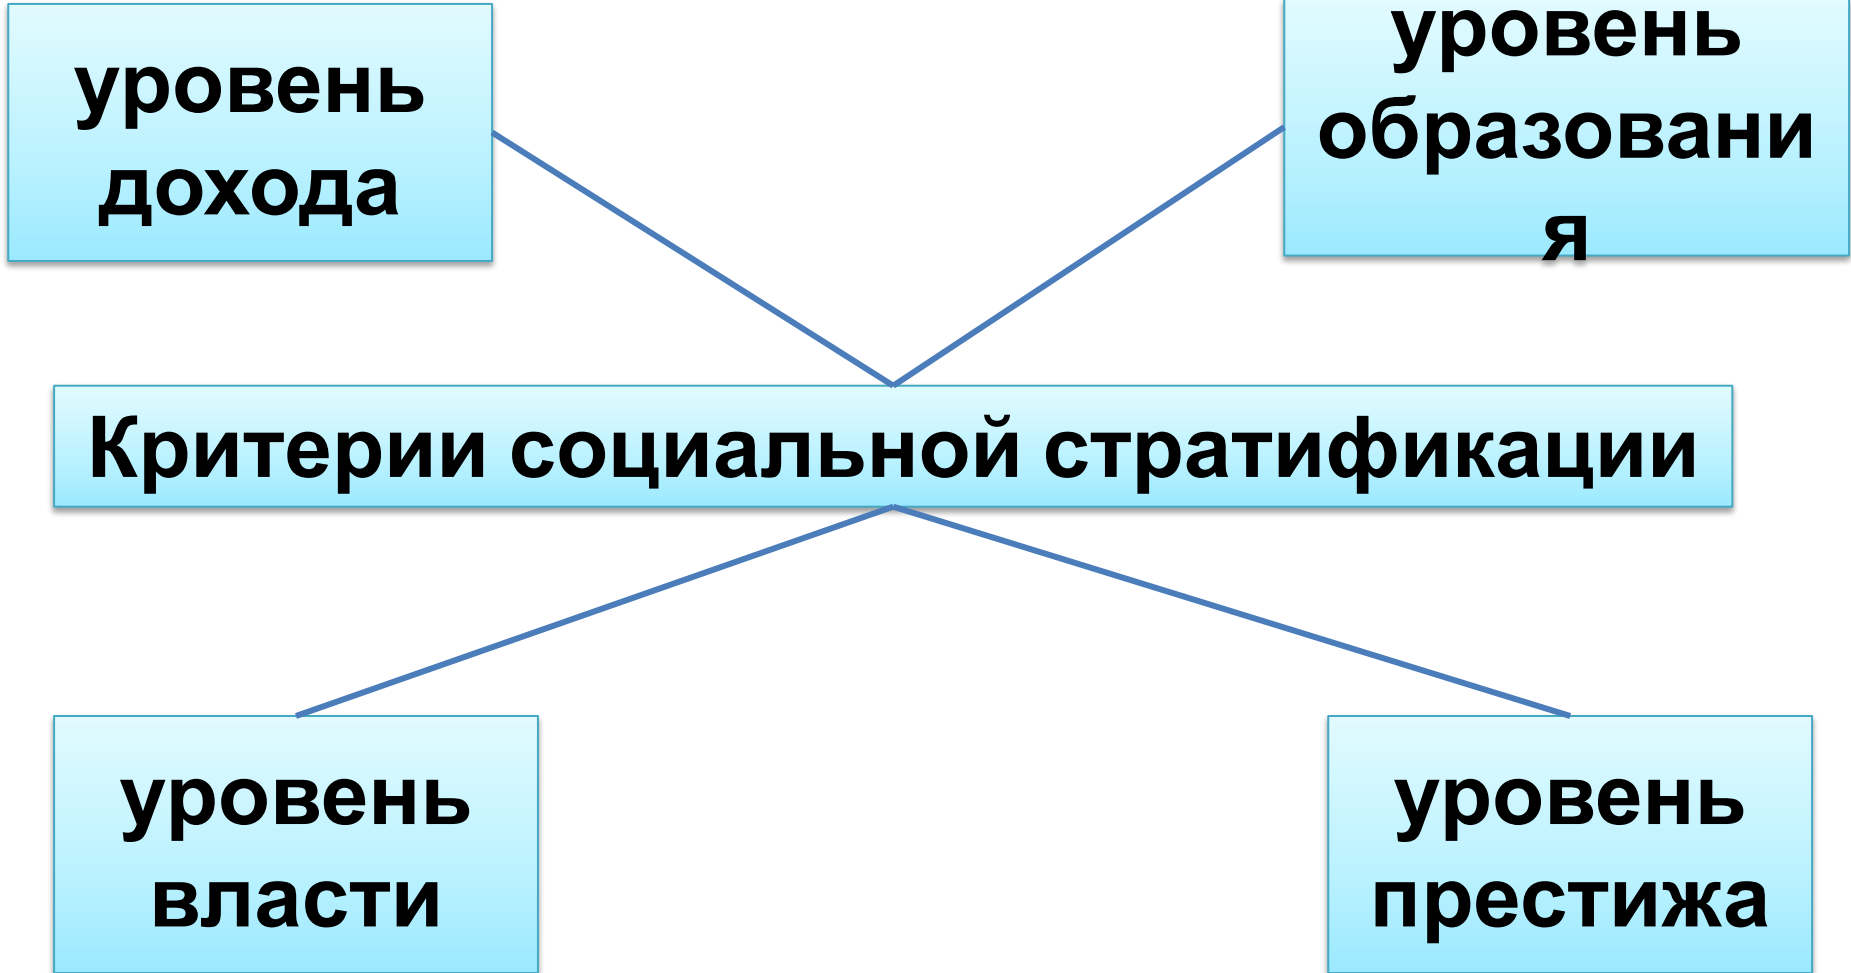 уровень
дохода
уровень
образовани
я
Критерии социальной стратификации
уровень
власти
уровень
престижа